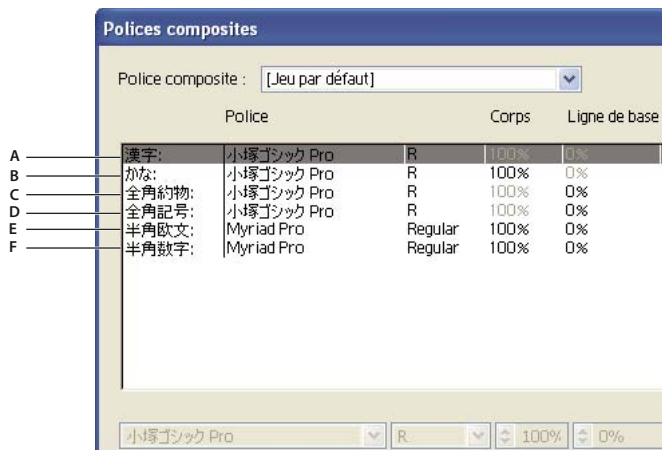 Polices composites
Police composite : [Jeu par défaut]
Police Corps Ligne de base
A 漢字: 小塚ゴシック Pro R 100% 0%
B かな: 小塚ゴシック Pro R 100% 0%
C 全角約物: 小塚ゴシック Pro R 100% 0%
D 全角記号: 小塚ゴシック Pro R 100% 0%
E 半角欧文: Myriad Pro Regular 100% 0%
F 半角数字: Myriad Pro Regular 100% 0%
小塚ゴシック Pro R 100% 0%